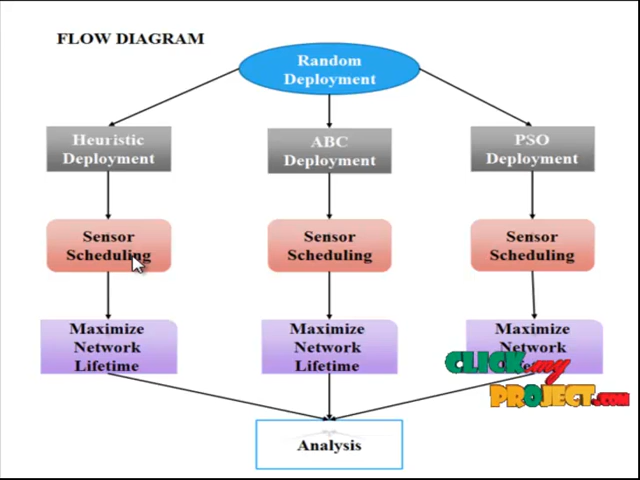 FLOW DIAGRAM
Random
Deployment
Heuristic
Deployment
ABC
Deployment
PSO
Deployment
Sensor
Scheduling
Sensor
Scheduling
Sensor
Scheduling
Maximize
Network
Lifetime
Maximize
Network
Lifetime
Maximize
Network
CLICK.my
PROJECT.com
Analysis